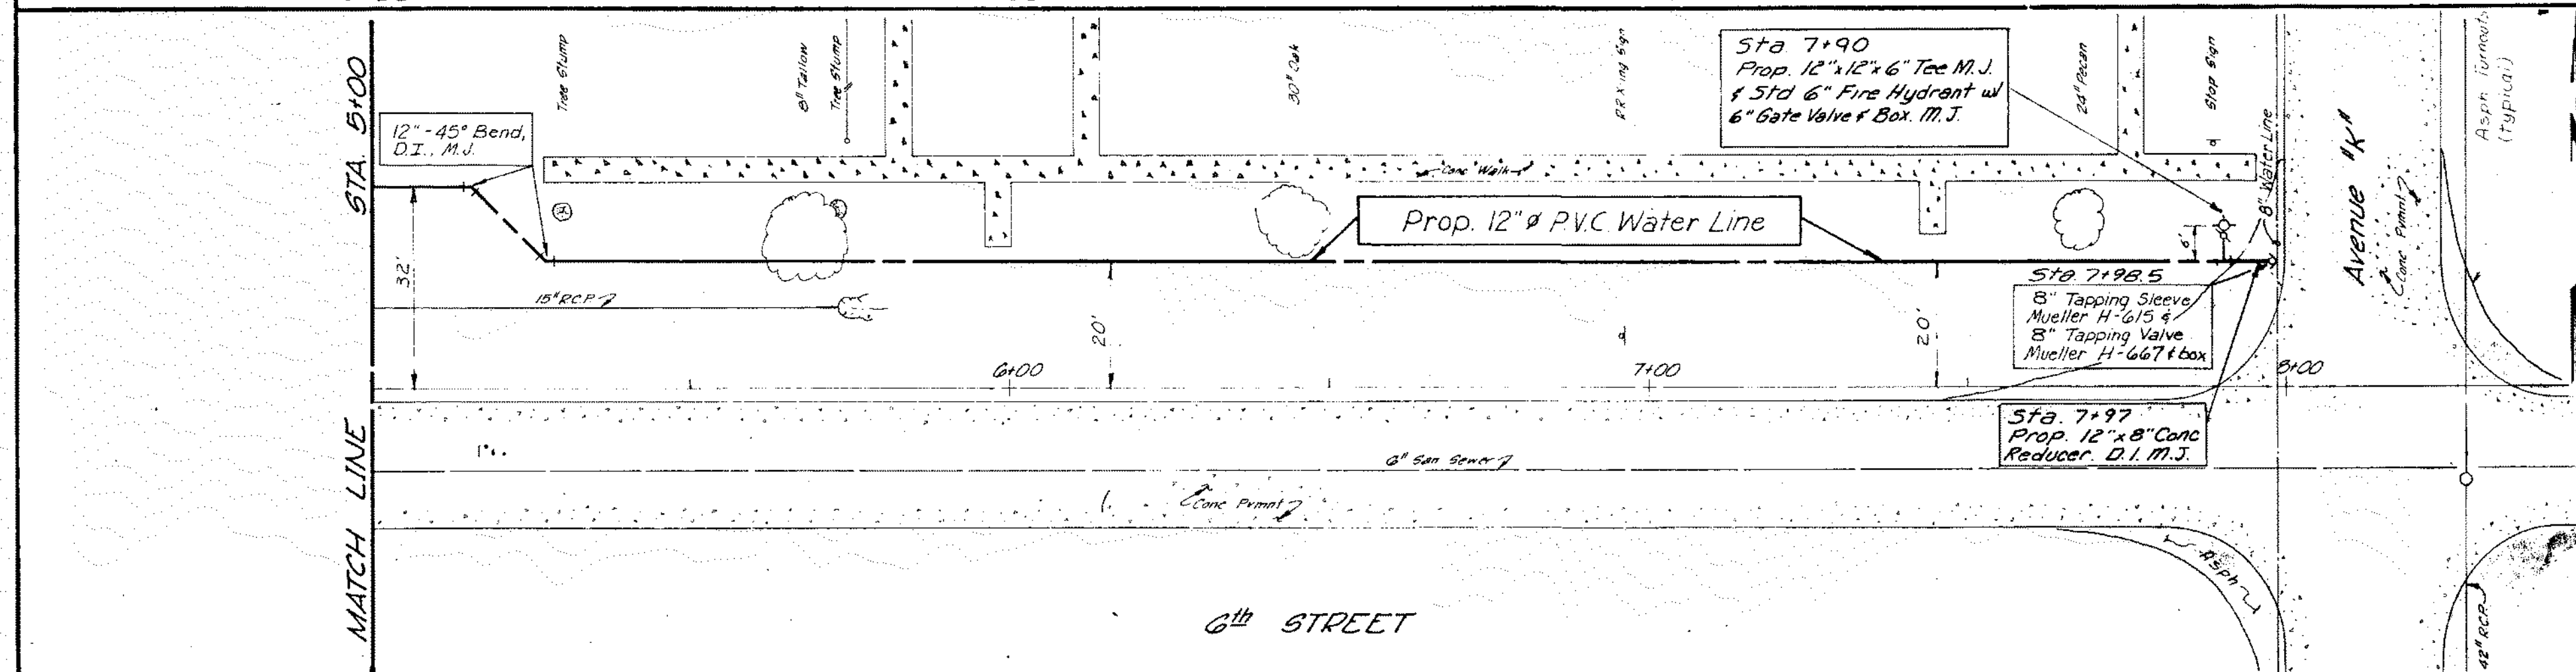 MATCH LINE STA. 5+00
12"-45° Bend,
D.I., M.J.
Tree Stump
8" Tallow
Tree Stump
30" Oak
RR X-ing Sign
Sta 7+90
Prop. 12"x12"x6" Tee M.J.
& Std 6" Fire Hydrant w/
6" Gate Valve & Box. M.J.
24" Pecan
Stop Sign
8" Water Line
Avenue "K"
Conc Pvmnt
Asph Turnout
(typical)
Conc Walk
Prop. 12" ø P.V.C. Water Line
6'
32'
15" R.C.P.
20'
20'
Sta. 7+98.5
8" Tapping Sleeve
Mueller H-615 &
8" Tapping Valve
Mueller H-667 & box
6+00
7+00
8+00
Sta. 7+97
Prop. 12"x8" Conc
Reducer. D.I. M.J.
6" San Sewer
Conc Pvmnt
Asph
6th STREET
42" RCP